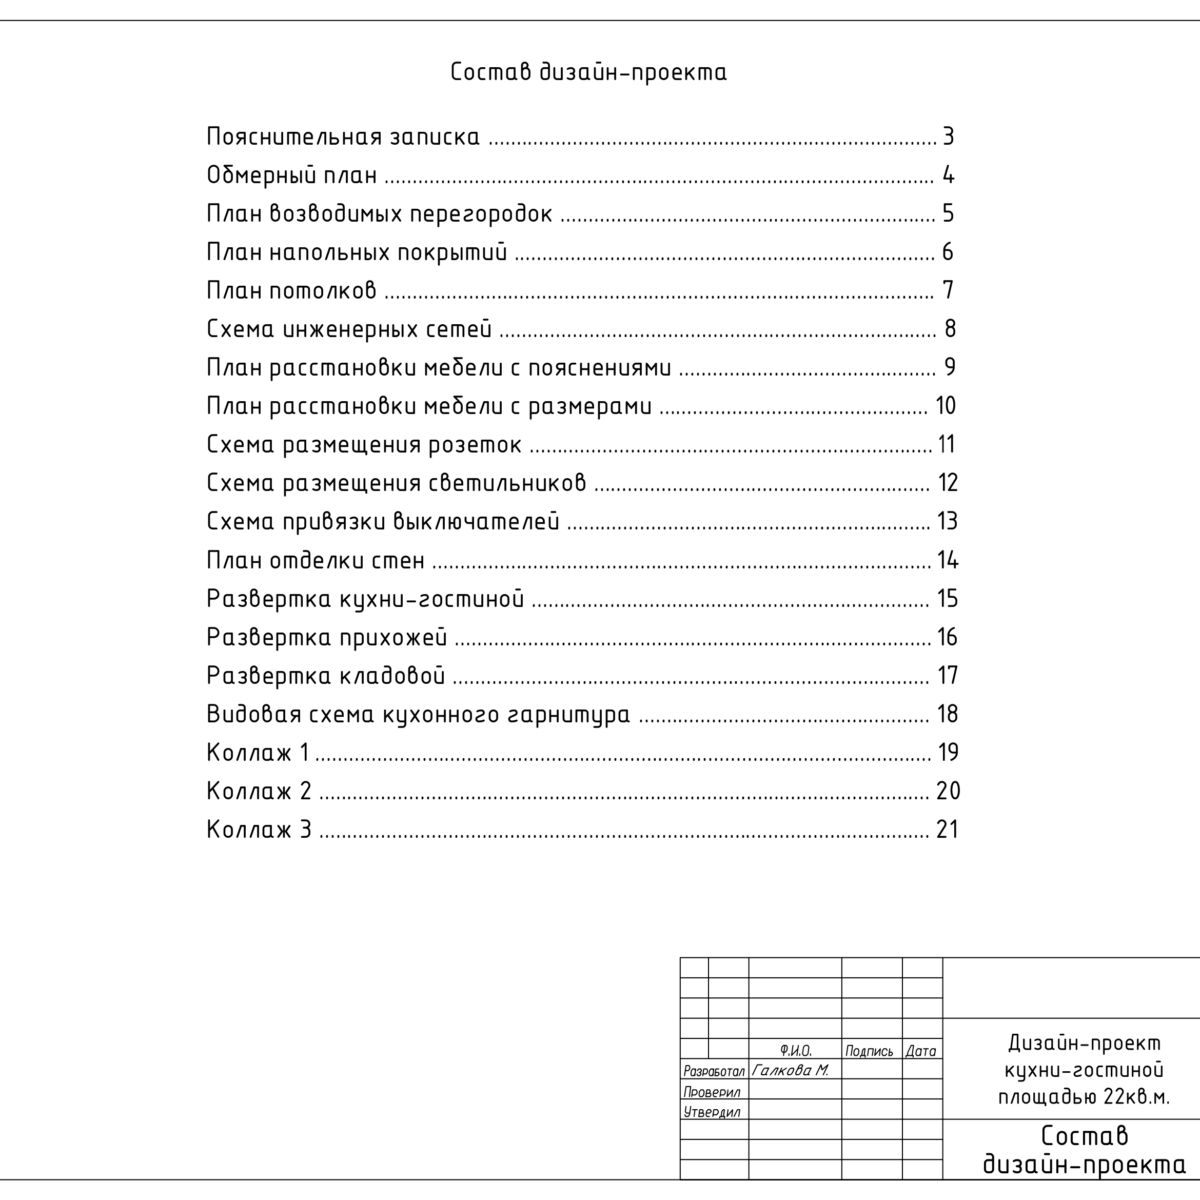 Состав дизайн-проекта
Пояснительная записка ........................................ 3
Обмерный план ........................................ 4
План возводимых перегородок ........................................ 5
План напольных покрытий ........................................ 6
План потолков ........................................ 7
Схема инженерных сетей ........................................ 8
План расстановки мебели с пояснениями ........................................ 9
План расстановки мебели с размерами ........................................ 10
Схема размещения розеток ........................................ 11
Схема размещения светильников ........................................ 12
Схема привязки выключателей ........................................ 13
План отделки стен ........................................ 14
Развертка кухни-гостиной ........................................ 15
Развертка прихожей ........................................ 16
Развертка кладовой ........................................ 17
Видовая схема кухонного гарнитура ........................................ 18
Коллаж 1 ........................................ 19
Коллаж 2 ........................................ 20
Коллаж 3 ........................................ 21
Ф.И.О. Подпись Дата
Разработал Галкова М.
Проверил
Утвердил
Дизайн-проект
кухни-гостиной
площадью 22кв.м.
Состав
дизайн-проекта